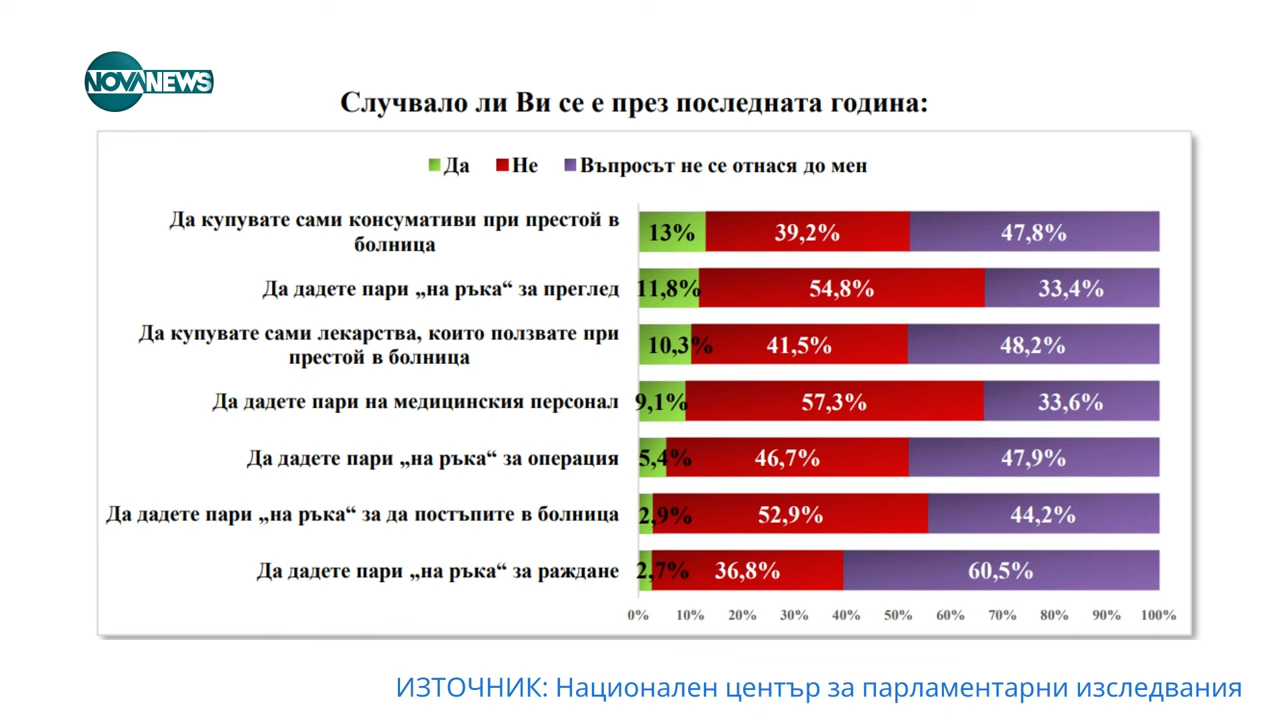 NOVANEWS
Случвало ли Ви се е през последната година:
Да Не Въпросът не се отнася до мен
Да купувате сами консумативи при престой в
болница
13% 39,2% 47,8%
Да дадете пари „на ръка“ за преглед
11,8% 54,8% 33,4%
Да купувате сами лекарства, които ползвате при
престой в болница
10,3% 41,5% 48,2%
Да дадете пари на медицинския персонал
9,1% 57,3% 33,6%
Да дадете пари „на ръка“ за операция
5,4% 46,7% 47,9%
Да дадете пари „на ръка“ за да постъпите в болница
2,9% 52,9% 44,2%
Да дадете пари „на ръка“ за раждане
2,7% 36,8% 60,5%
0% 10% 20% 30% 40% 50% 60% 70% 80% 90% 100%
ИЗТОЧНИК: Национален център за парламентарни изследвания